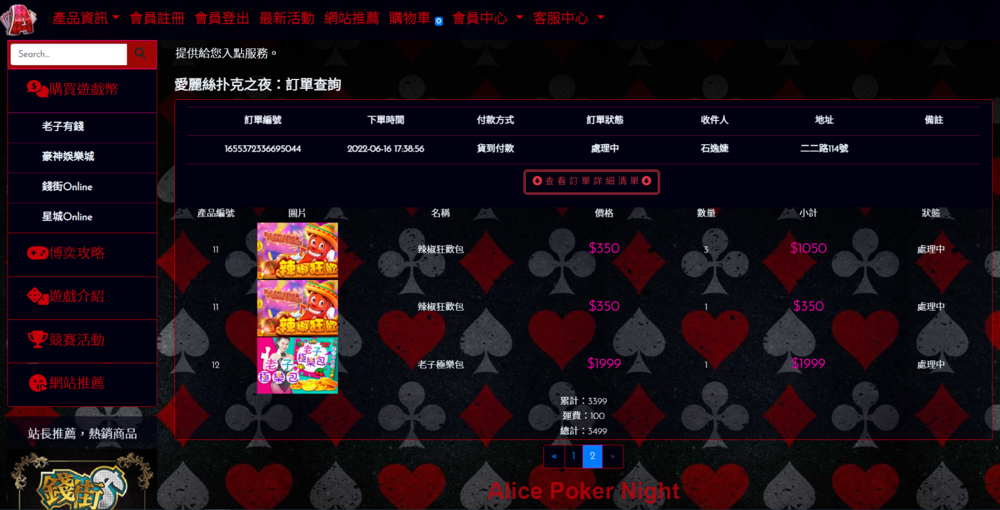 產品資訊 會員註冊 會員登出 最新活動 網站推薦 購物車 0 會員中心 客服中心
Search...
購買遊戲幣
老子有錢
豪神娛樂城
錢街Online
星城Online
博奕攻略
遊戲介紹
競賽活動
網站推薦
站長推薦，熱銷商品
錢街
提供給您入點服務。
愛麗絲扑克之夜：訂單查詢
訂單編號 下單時間 付款方式 訂單狀態 收件人 地址 備註
1655372336695044 2022-06-16 17:38:56 貨到付款 處理中 石逸婕 二二路114號
查看訂單詳細清單
產品編號 圖片 名稱 價格 數量 小計 狀態
辣椒狂歡
11 辣椒狂歡包 $350 3 $1050 處理中
辣椒狂歡
11 辣椒狂歡包 $350 1 $350 處理中
老子極樂包
老子
極樂包
12 老子極樂包 $1999 1 $1999 處理中
累計：3399
運費：100
總計：3499
« 1 2 »
Alice Poker Night